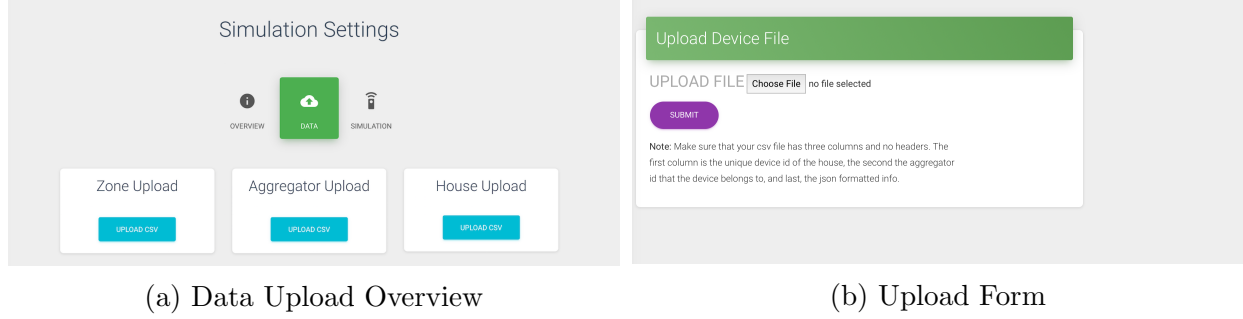 Simulation Settings
OVERVIEW
DATA
SIMULATION
Zone Upload
UPLOAD CSV
Aggregator Upload
UPLOAD CSV
House Upload
UPLOAD CSV
(a) Data Upload Overview
Upload Device File
UPLOAD FILE Choose File no file selected
SUBMIT
Note: Make sure that your csv file has three columns and no headers. The
first column is the unique device id of the house, the second the aggregator
id that the device belongs to, and last, the json formatted info.
(b) Upload Form